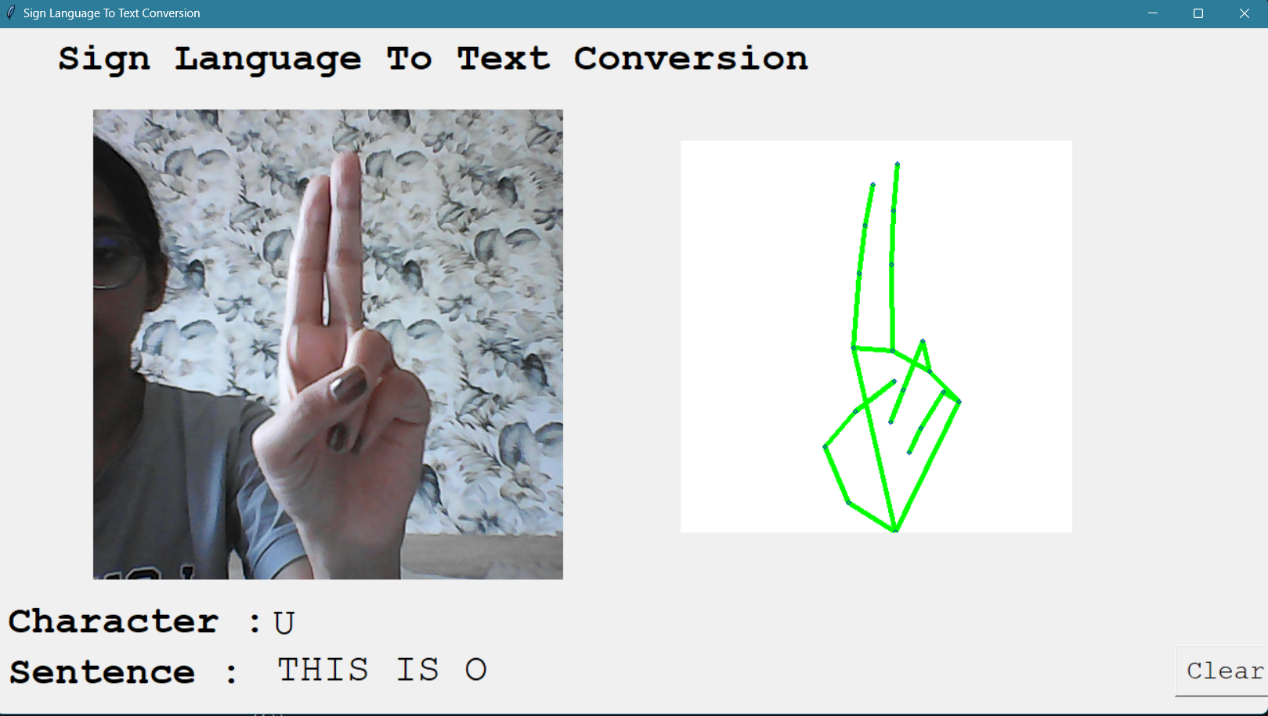 Sign Language To Text Conversion
Sign Language To Text Conversion
Character : U
Sentence : THIS IS O
Clear